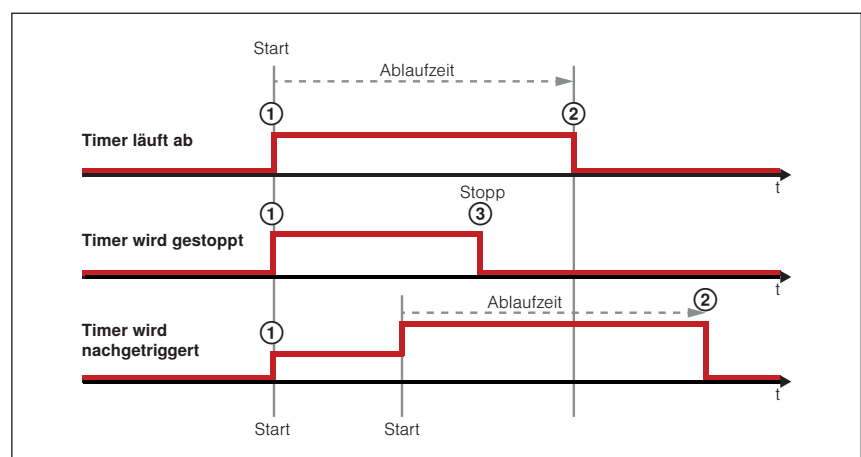 Start
Ablaufzeit
1
2
Timer läuft ab
t
Stopp
1
3
Timer wird gestoppt
t
Ablaufzeit
2
1
Timer wird
nachgetriggert
t
Start
Start